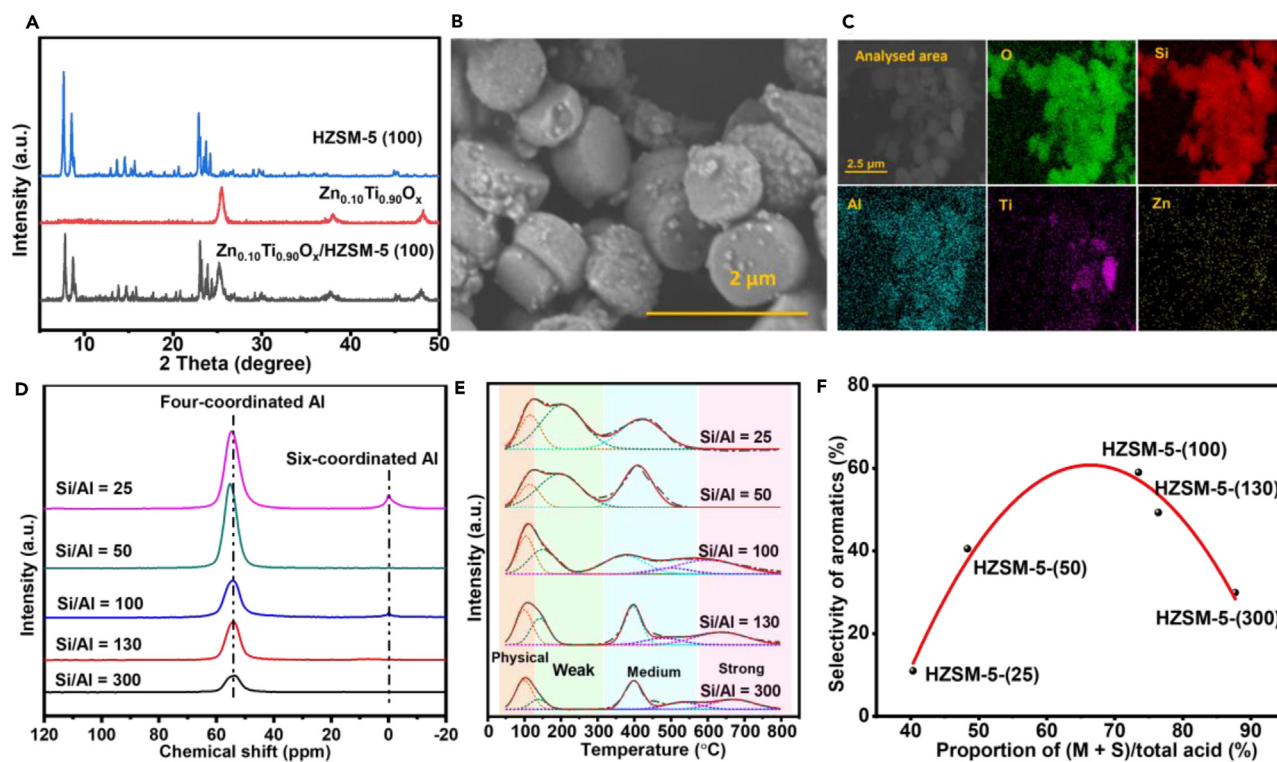 A
Intensity (a.u.)
HZSM-5 (100)
Zn0.10Ti0.90Ox
Zn0.10Ti0.90Ox/HZSM-5 (100)
10 20 30 40 50
2 Theta (degree)
B
2 µm
C
Analysed area
2.5 µm
O
Si
Al
Ti
Zn
D
Intensity (a.u.)
Four-coordinated Al
Six-coordinated Al
Si/Al = 25
Si/Al = 50
Si/Al = 100
Si/Al = 130
Si/Al = 300
120 100 80 60 40 20 0 -20
Chemical shift (ppm)
E
Intensity (a.u.)
Si/Al = 25
Si/Al = 50
Si/Al = 100
Si/Al = 130
Physical
Weak
Medium
Strong
Si/Al = 300
100 200 300 400 500 600 700 800
Temperature (°C)
F
Selectivity of aromatics (%)
80
60
40
20
0
HZSM-5-(100)
HZSM-5-(130)
HZSM-5-(50)
HZSM-5-(300)
HZSM-5-(25)
40 50 60 70 80 90
Proportion of (M + S)/total acid (%)